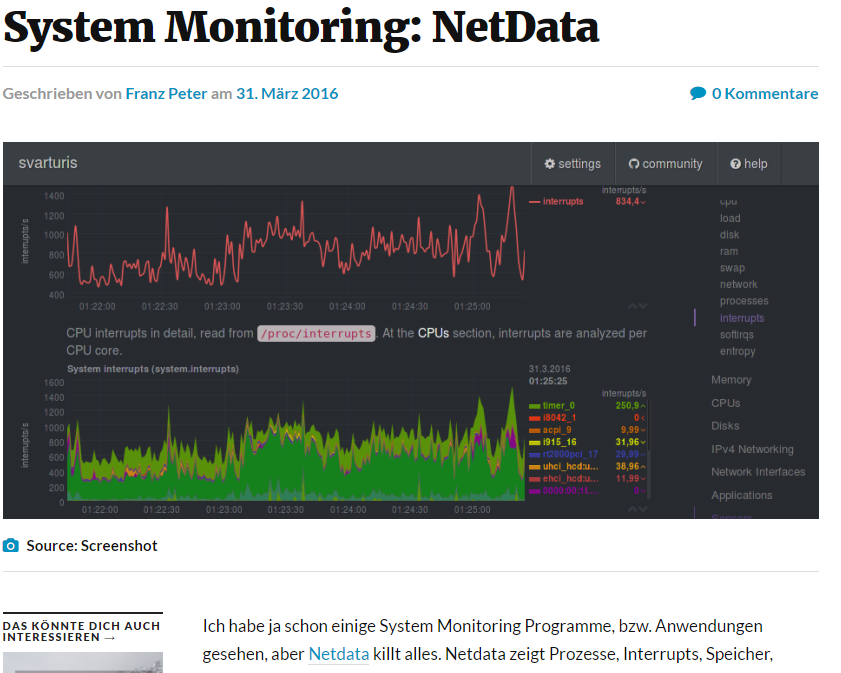 System Monitoring: NetData
Geschrieben von Franz Peter am 31. März 2016
0 Kommentare
svarturis
settings
community
help
interrupts/s
1400
1200
1000
800
600
400
interrupts/s
interrupts 834,4
01:22:00 01:22:30 01:23:00 01:23:30 01:24:00 01:24:30 01:25:00
CPU interrupts in detail, read from /proc/interrupts. At the CPUs section, interrupts are analyzed per
CPU core.
System interrupts (system.interrupts)
interrupts/s
1600
1400
1200
1000
800
600
400
200
0
01:22:00 01:22:30 01:23:00 01:23:30 01:24:00 01:24:30 01:25:00
31.3.2016
01:25:25
interrupts/s
timer_0 250,9
i8042_1 0
acpi_9 9,99
i915_16 31,96
rt2800pci_17 29,99
uhci_hcd:u... 38,96
ehci_hcd:u... 11,99
cpu
load
disk
ram
swap
network
processes
interrupts
softirqs
entropy
Memory
CPUs
Disks
IPv4 Networking
Network Interfaces
Applications
Sensors
Source: Screenshot
DAS KÖNNTE DICH AUCH
INTERESSIEREN →
Ich habe ja schon einige System Monitoring Programme, bzw. Anwendungen
gesehen, aber Netdata killt alles. Netdata zeigt Prozesse, Interrupts, Speicher,